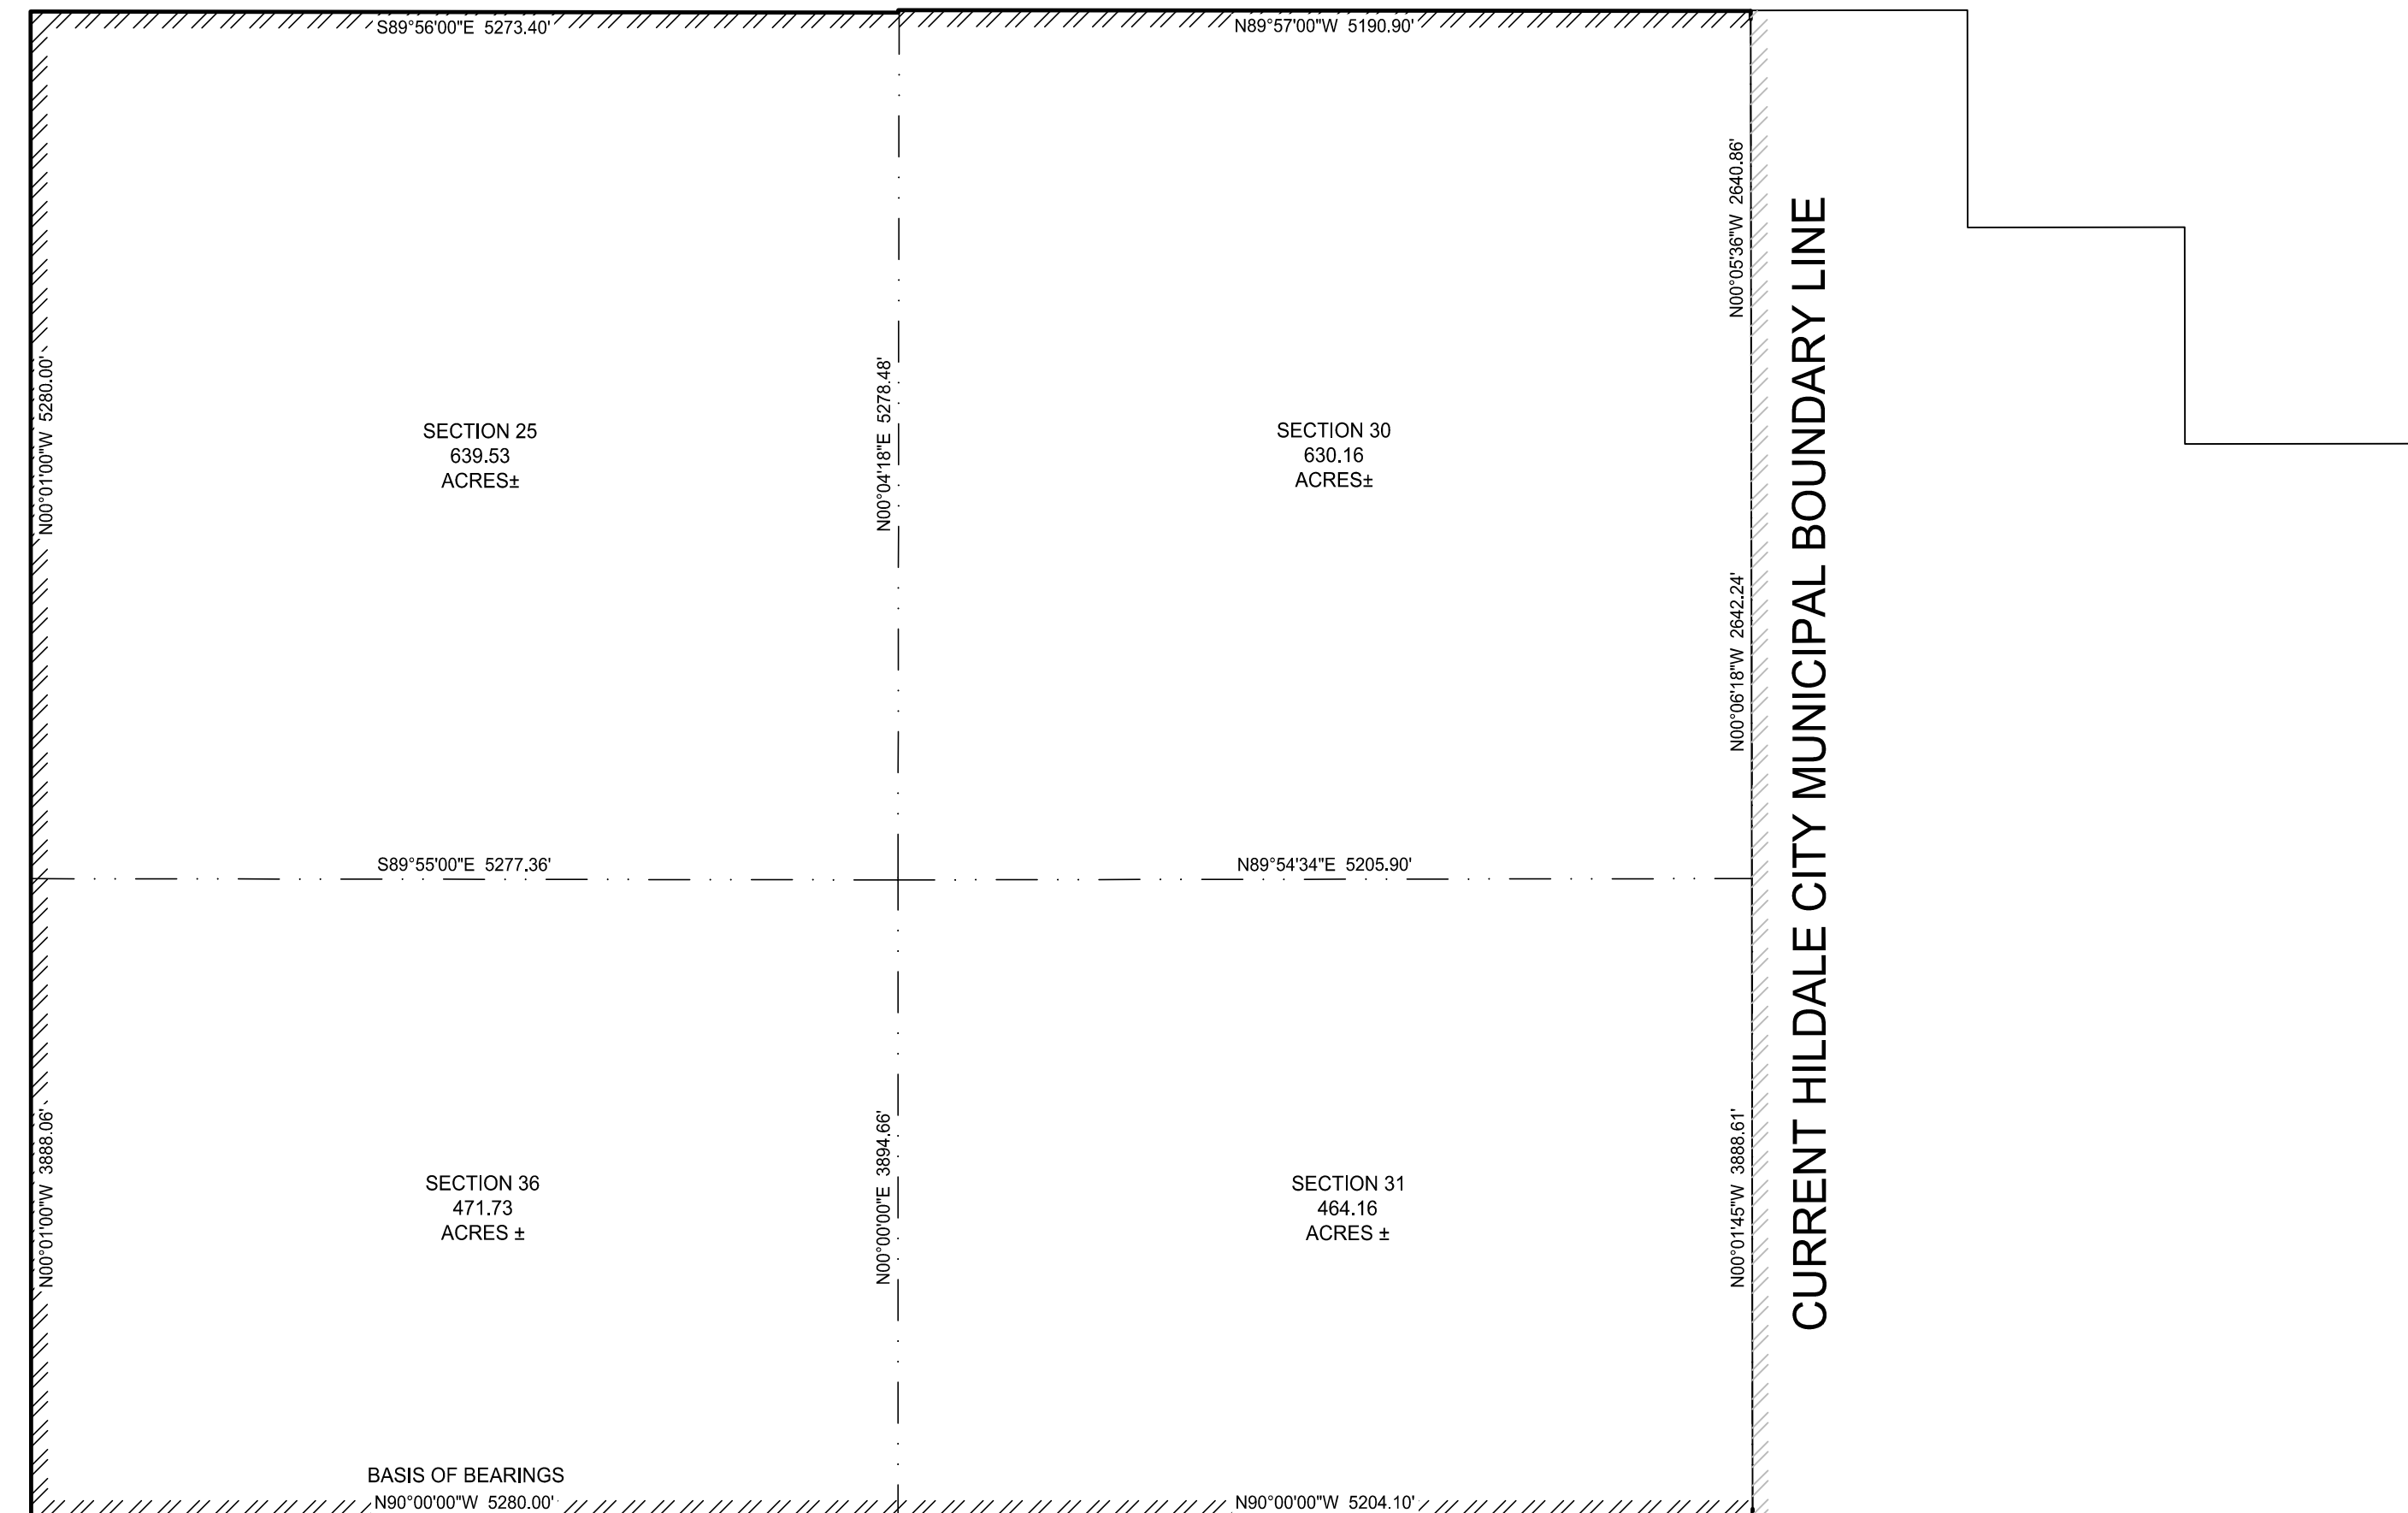 S89°56'00"E 5273.40'
N89°57'00"W 5190.90'
N00°01'00"W 5280.00'
SECTION 25
639.53
ACRES±
N00°04'18"E 5278.48'
SECTION 30
630.16
ACRES±
N00°05'36"W 2640.86'
N00°06'18"W 2642.24'
CURRENT HILDALE CITY MUNICIPAL BOUNDARY LINE
S89°55'00"E 5277.36'
N89°54'34"E 5205.90'
N00°01'00"W 3888.06'
SECTION 36
471.73
ACRES ±
N00°00'00"E 3894.66'
SECTION 31
464.16
ACRES ±
N00°01'45"W 3888.61'
BASIS OF BEARINGS
N90°00'00"W 5280.00'
N90°00'00"W 5204.10'